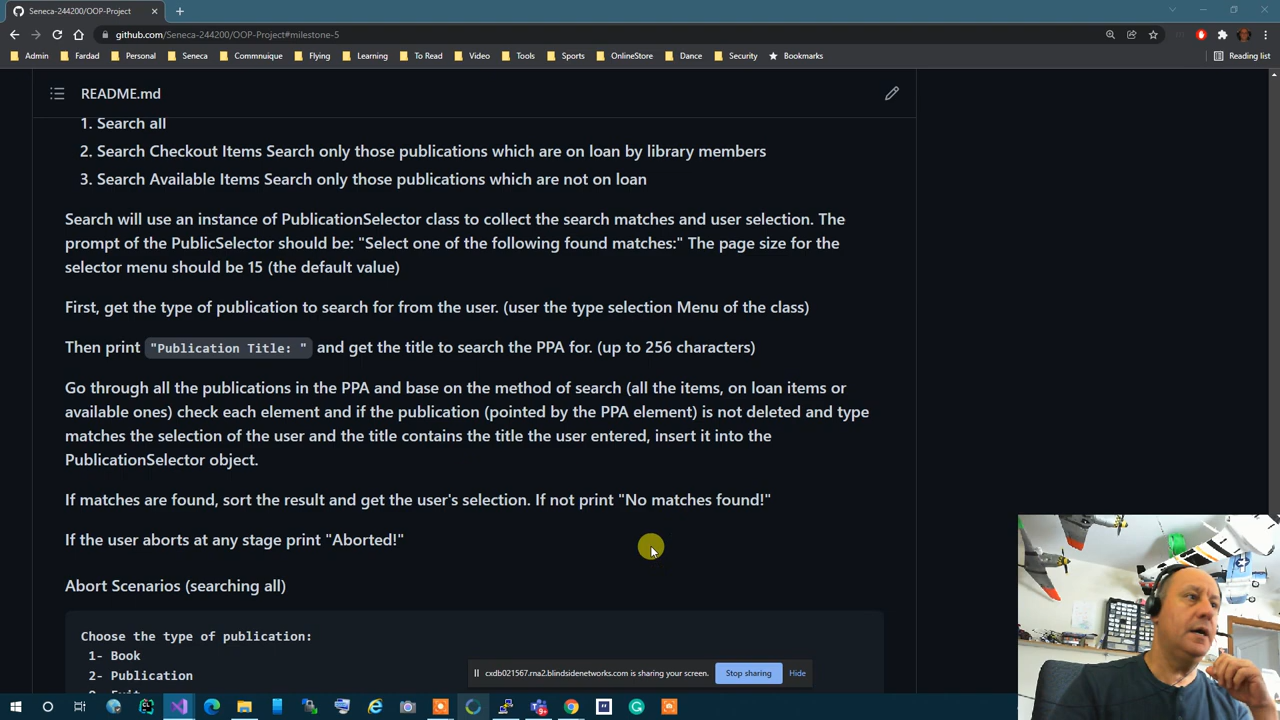 Seneca-244200/OOP-Project
github.com/Seneca-244200/OOP-Project#milestone-5
Admin Fardad Personal Seneca Commnuique Flying Learning To Read Video Tools Sports OnlineStore Dance Security Bookmarks Reading list
README.md
1. Search all
2. Search Checkout Items Search only those publications which are on loan by library members
3. Search Available Items Search only those publications which are not on loan
Search will use an instance of PublicationSelector class to collect the search matches and user selection. The
prompt of the PublicSelector should be: "Select one of the following found matches:" The page size for the
selector menu should be 15 (the default value)
First, get the type of publication to search for from the user. (user the type selection Menu of the class)
Then print "Publication Title: " and get the title to search the PPA for. (up to 256 characters)
Go through all the publications in the PPA and base on the method of search (all the items, on loan items or
available ones) check each element and if the publication (pointed by the PPA element) is not deleted and type
matches the selection of the user and the title contains the title the user entered, insert it into the
PublicationSelector object.
If matches are found, sort the result and get the user's selection. If not print "No matches found!"
If the user aborts at any stage print "Aborted!"
Abort Scenarios (searching all)
Choose the type of publication:
1- Book
2- Publication
0- Exit
cxdb021567.rna2.blindsidenetworks.com is sharing your screen. Stop sharing Hide